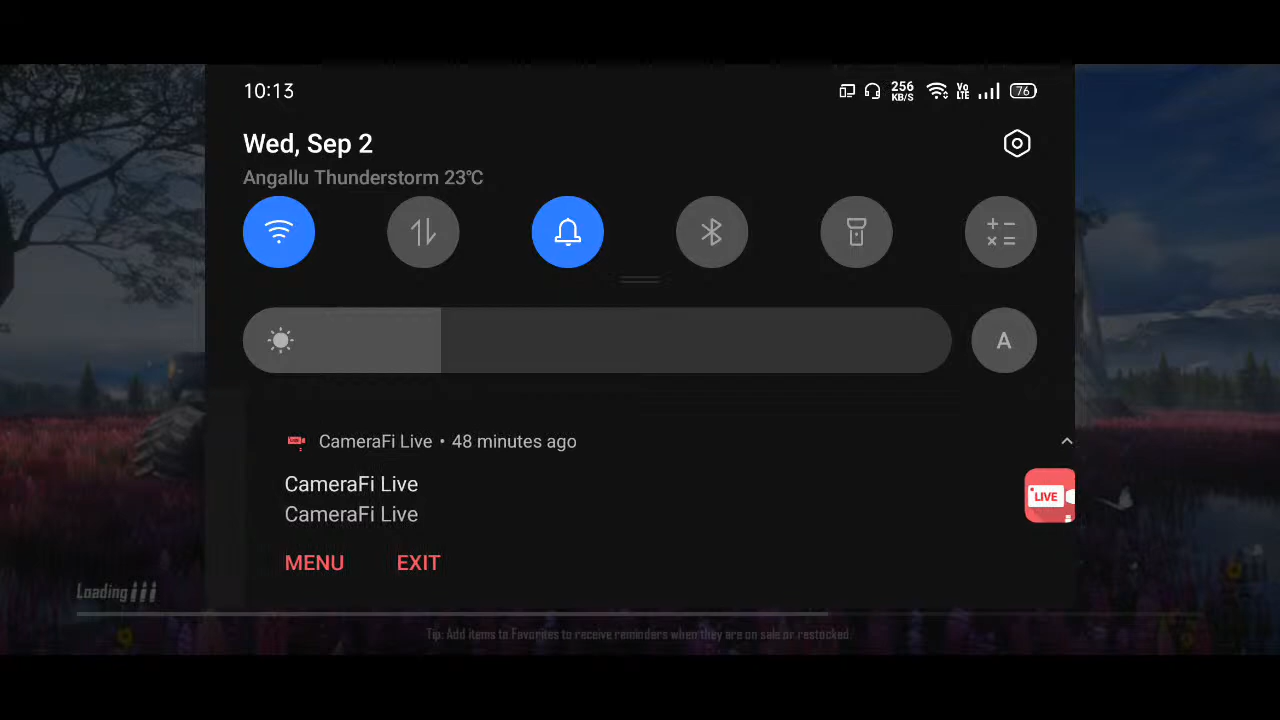 10:13
256
KB/S
Vo
LTE
76
Wed, Sep 2
Angallu Thunderstorm 23℃
A
CameraFi Live • 48 minutes ago
CameraFi Live
CameraFi Live
LIVE
MENU EXIT
Loading
Tip: Add items to Favorites to receive reminders when they are on sale or restocked.